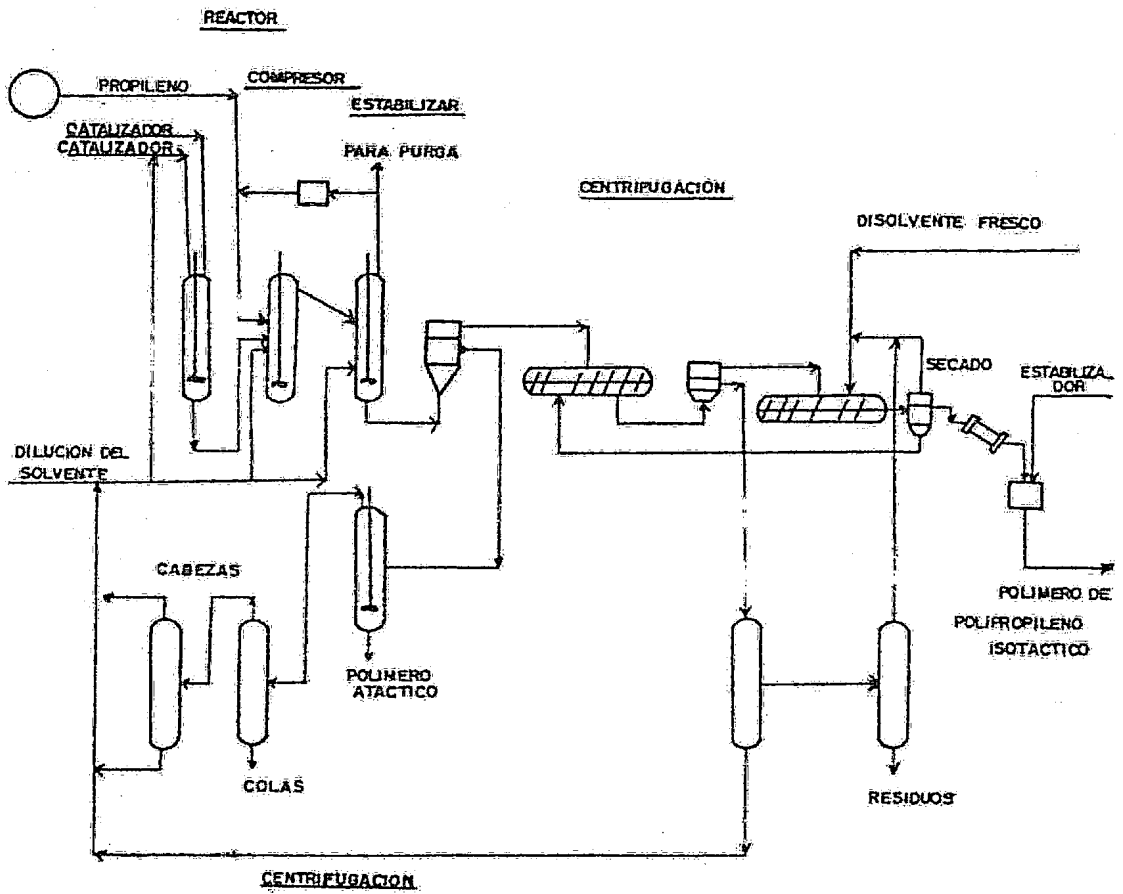 REACTOR
PROPILENO
COMPRESOR
ESTABILIZAR
CATALIZADOR
CATALIZADOR
PARA PURGA
CENTRIFUGACIÓN
DISOLVENTE FRESCO
SECADO
ESTABILIZA
DOR
DILUCION DEL
SOLVENTE
CABEZAS
POLIMERO DE
POLIPROPILENO
ISOTACTICO
POLIMERO
ATACTICO
COLAS
RESIDUOS
CENTRIFUGACION